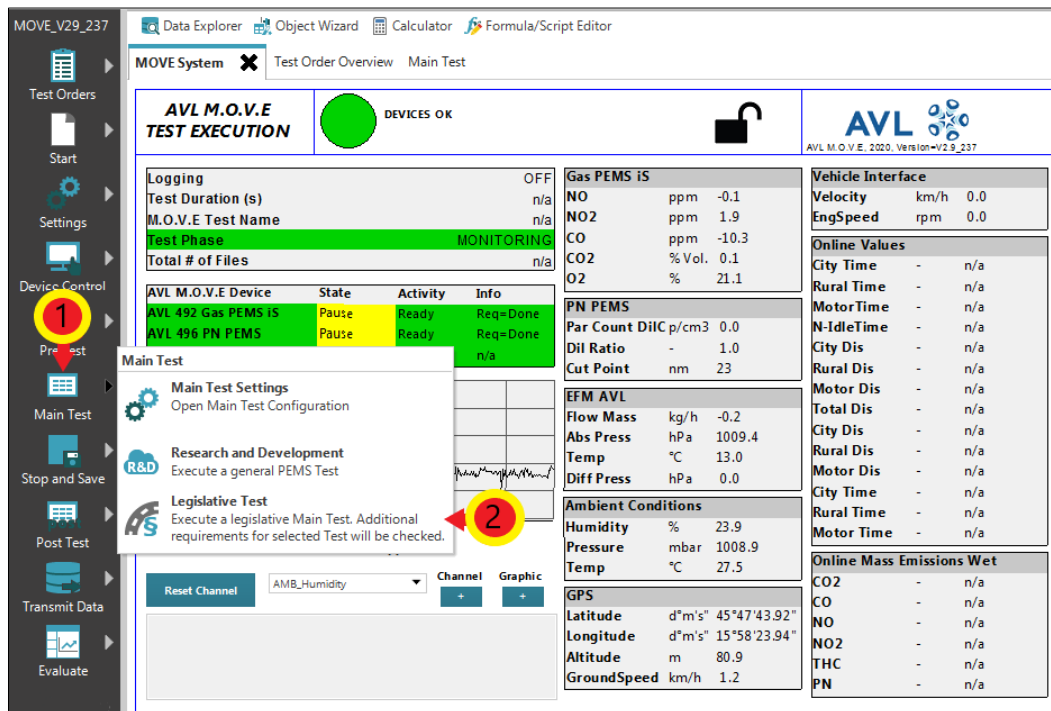 MOVE_V29_237
Data Explorer Object Wizard Calculator Formula/Script Editor
MOVE System Test Order Overview Main Test
Test Orders
Start
Settings
Device Control
1
Main Test
Stop and Save
Post Test
Transmit Data
Evaluate
AVL M.O.V.E
TEST EXECUTION
DEVICES OK
AVL
AVL M.O.V.E, 2020, Version=V2.9_237
Logging OFF
Test Duration (s) n/a
M.O.V.E Test Name n/a
Test Phase MONITORING
Total # of Files n/a
AVL M.O.V.E Device State Activity Info
AVL 492 Gas PEMS iS Pause Ready Req=Done
AVL 496 PN PEMS Pause Ready Req=Done
n/a
Main Test
Main Test Settings
Open Main Test Configuration
R&D
Research and Development
Execute a general PEMS Test
§
Legislative Test
Execute a legislative Main Test. Additional
requirements for selected Test will be checked.
2
Reset Channel
AMB_Humidity
Channel Graphic
+ +
Gas PEMS iS
NO ppm -0.1
NO2 ppm 1.9
CO ppm -10.3
CO2 % Vol. 0.1
O2 % 21.1
PN PEMS
Par Count DilC p/cm3 0.0
Dil Ratio - 1.0
Cut Point nm 23
EFM AVL
Flow Mass kg/h -0.2
Abs Press hPa 1009.4
Temp °C 13.0
Diff Press hPa 0.0
Ambient Conditions
Humidity % 23.9
Pressure mbar 1008.9
Temp °C 27.5
GPS
Latitude d°m's" 45°47'43.92"
Longitude d°m's" 15°58'23.94"
Altitude m 80.9
GroundSpeed km/h 1.2
Vehicle Interface
Velocity km/h 0.0
EngSpeed rpm 0.0
Online Values
City Time - n/a
Rural Time - n/a
MotorTime - n/a
N-IdleTime - n/a
City Dis - n/a
Rural Dis - n/a
Motor Dis - n/a
Total Dis - n/a
City Dis - n/a
Rural Dis - n/a
Motor Dis - n/a
City Time - n/a
Rural Time - n/a
Motor Time - n/a
Online Mass Emissions Wet
CO2 - n/a
CO - n/a
NO - n/a
NO2 - n/a
THC - n/a
PN - n/a